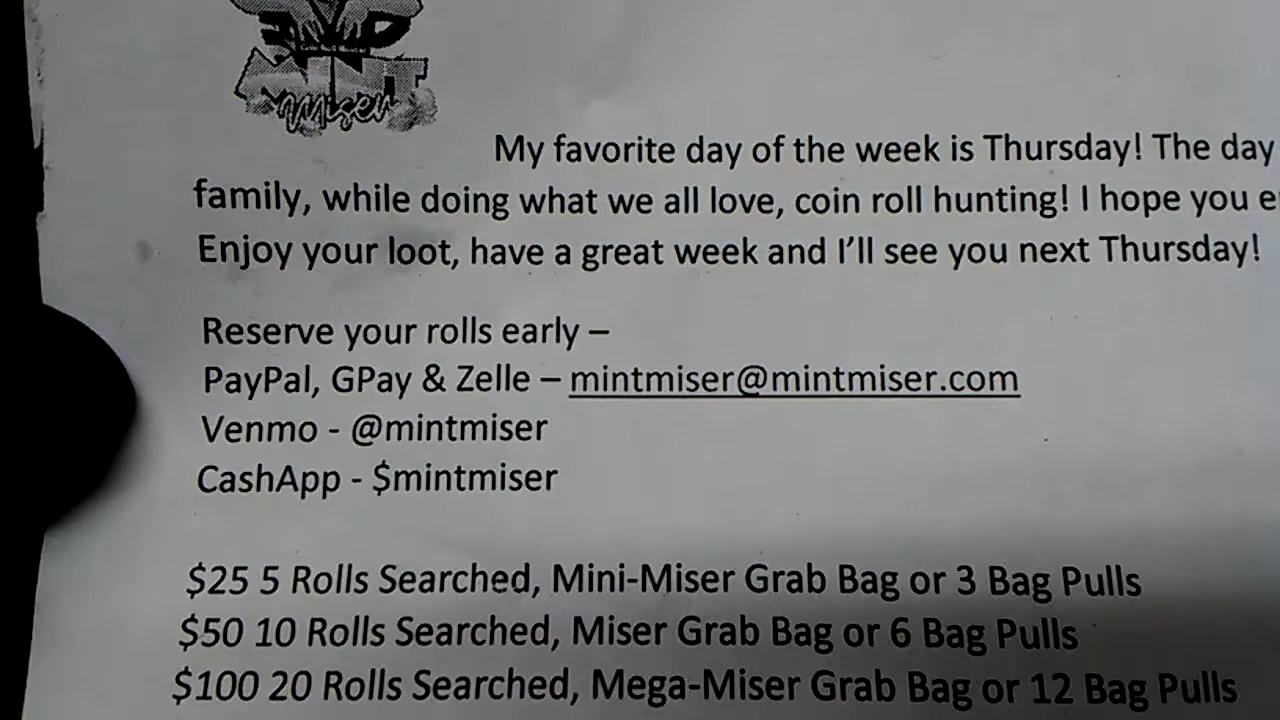 MINT
Miser
My favorite day of the week is Thursday! The day
family, while doing what we all love, coin roll hunting! I hope you
Enjoy your loot, have a great week and I’ll see you next Thursday!
Reserve your rolls early –
PayPal, GPay & Zelle – mintmiser@mintmiser.com
Venmo - @mintmiser
CashApp - $mintmiser
$25 5 Rolls Searched, Mini-Miser Grab Bag or 3 Bag Pulls
$50 10 Rolls Searched, Miser Grab Bag or 6 Bag Pulls
$100 20 Rolls Searched, Mega-Miser Grab Bag or 12 Bag Pulls